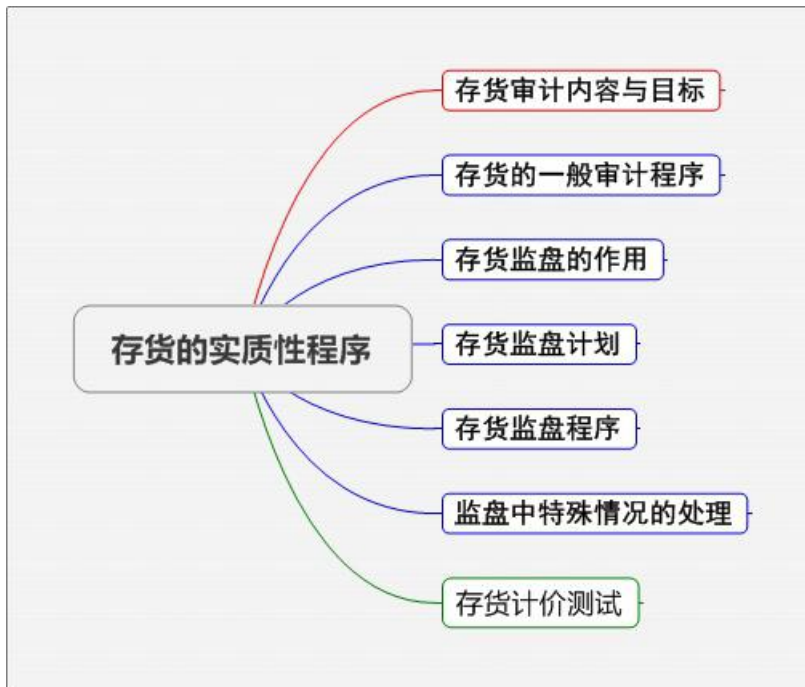 存货审计内容与目标
存货的一般审计程序
存货监盘的作用
存货的实质性程序
存货监盘计划
存货监盘程序
监盘中特殊情况的处理
存货计价测试